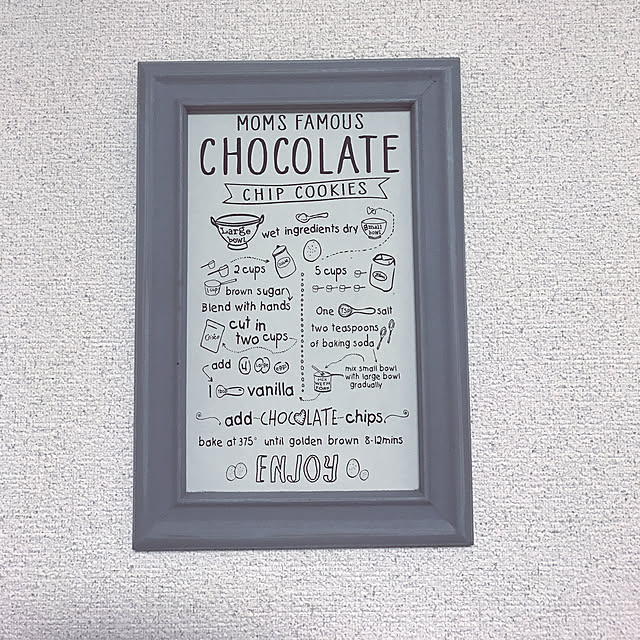 MOMS FAMOUS
CHOCOLATE
CHIP COOKIES
Large bowl
wet ingredients dry
Small bowl
2 cups
brown sugar
Blend with hands
cut in
two cups
add 4
1 vanilla
5 cups
One salt
two teaspoons
of baking soda
mix small bowl
with large bowl
gradually
add CHOCOLATE chips
bake at 375° until golden brown 8-12mins
ENJOY